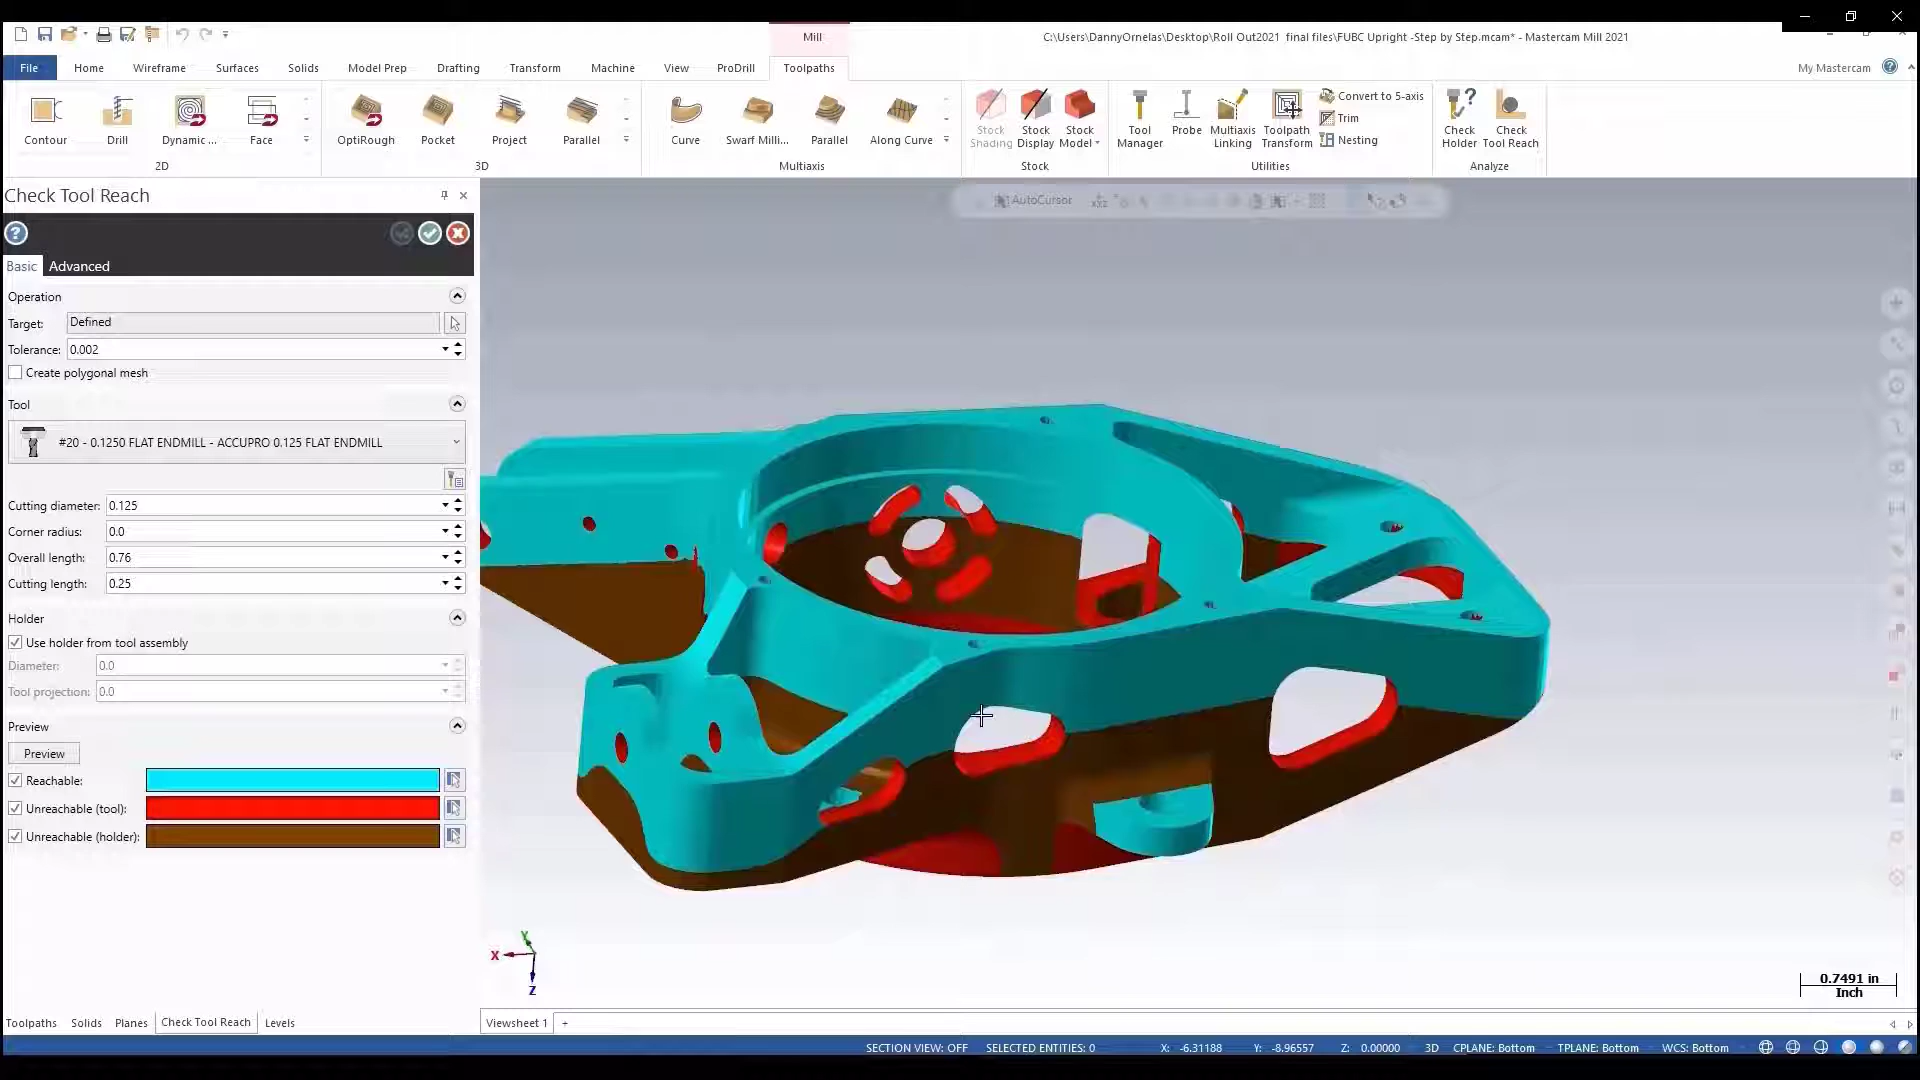 Mill
C:\Users\DannyOrnelas\Desktop\Roll Out2021 final files\FUBC Upright -Step by Step.mcam* - Mastercam Mill 2021
File Home Wireframe Surfaces Solids Model Prep Drafting Transform Machine View ProDrill Toolpaths My Mastercam
Contour Drill Dynamic ... Face OptiRough Pocket Project Parallel Curve Swarf Milli... Parallel Along Curve
Stock Shading Stock Display Stock Model Tool Manager Probe Multiaxis Linking Toolpath Transform
Convert to 5-axis
Trim
Nesting
Check Holder Check Tool Reach
2D 3D Multiaxis Stock Utilities Analyze
Check Tool Reach
AutoCursor
Basic Advanced
Operation
Target: Defined
Tolerance: 0.002
Create polygonal mesh
Tool
#20 - 0.1250 FLAT ENDMILL - ACCUPRO 0.125 FLAT ENDMILL
Cutting diameter: 0.125
Corner radius: 0.0
Overall length: 0.76
Cutting length: 0.25
Holder
Use holder from tool assembly
Diameter: 0.0
Tool projection: 0.0
Preview
Preview
Reachable:
Unreachable (tool):
Unreachable (holder):
Y
X
Z
0.7491 in
Inch
Toolpaths Solids Planes Check Tool Reach Levels Viewsheet 1 +
SECTION VIEW: OFF SELECTED ENTITIES: 0 X: -6.31188 Y: -8.96557 Z: 0.00000 3D CPLANE: Bottom TPLANE: Bottom WCS: Bottom